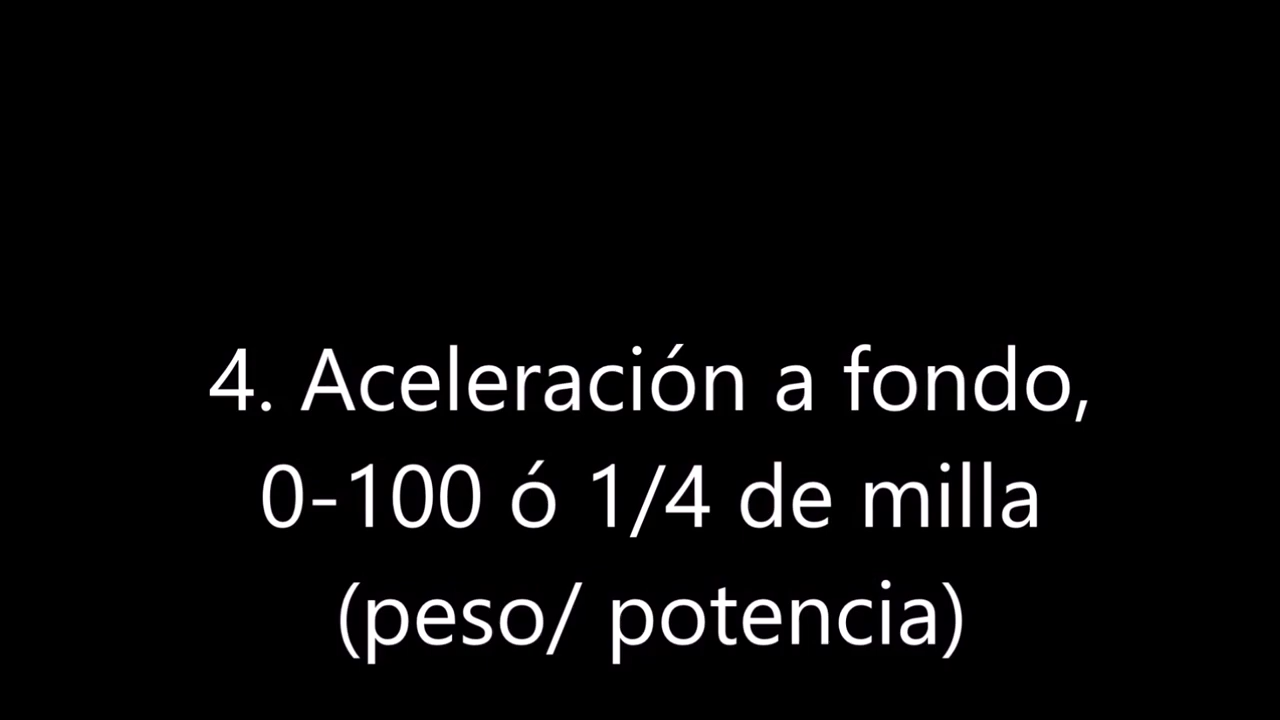 4. Aceleración a fondo,
0-100 ó 1/4 de milla
(peso/ potencia)